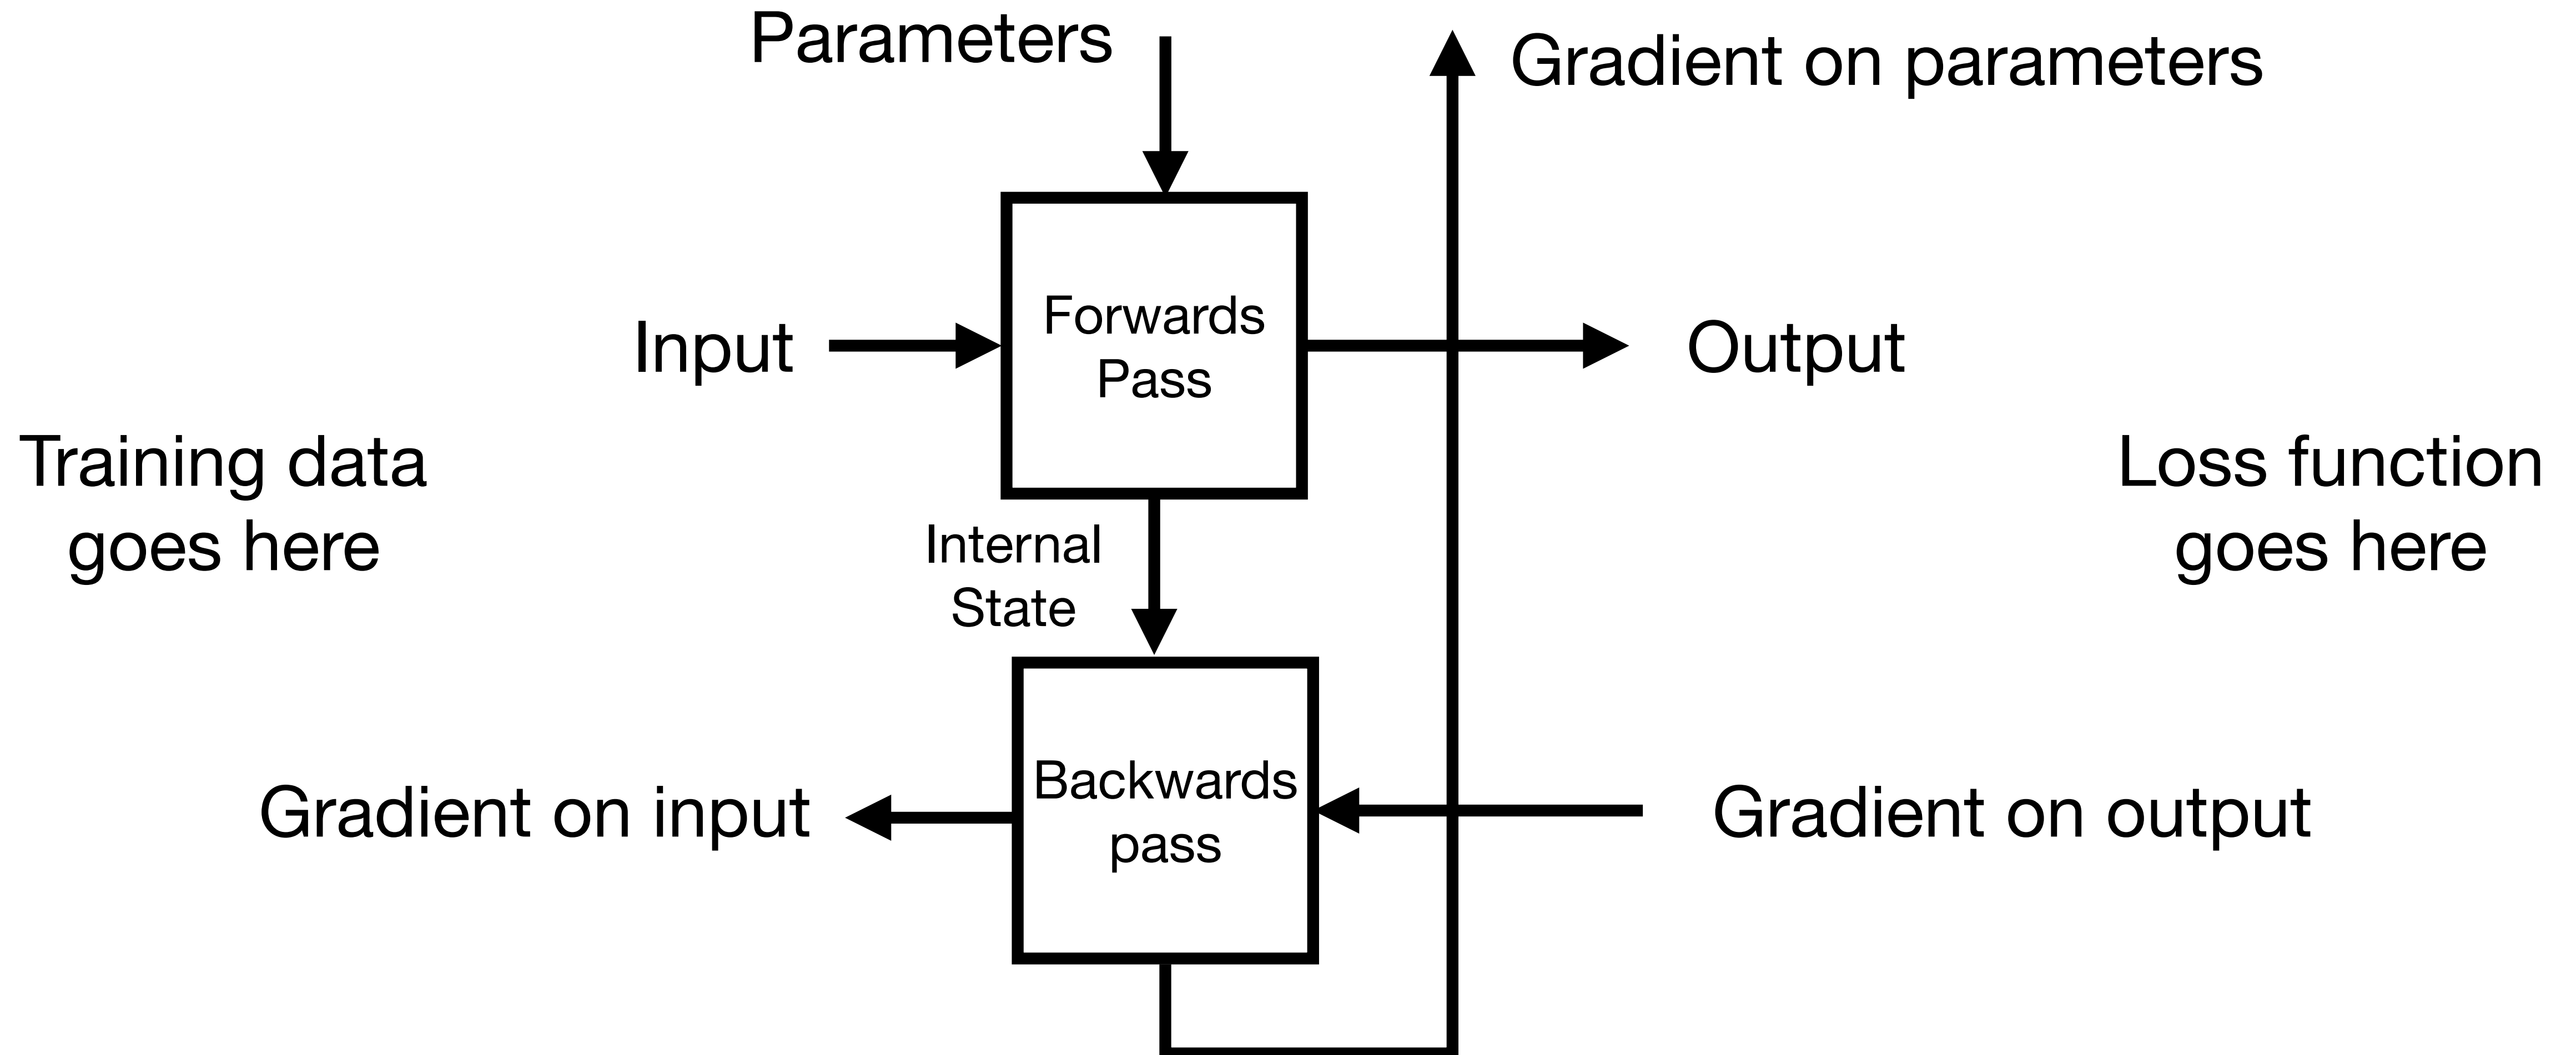 Parameters
Gradient on parameters
Forwards
Pass
Input
Output
Training data
goes here
Loss function
goes here
Internal
State
Backwards
pass
Gradient on input
Gradient on output